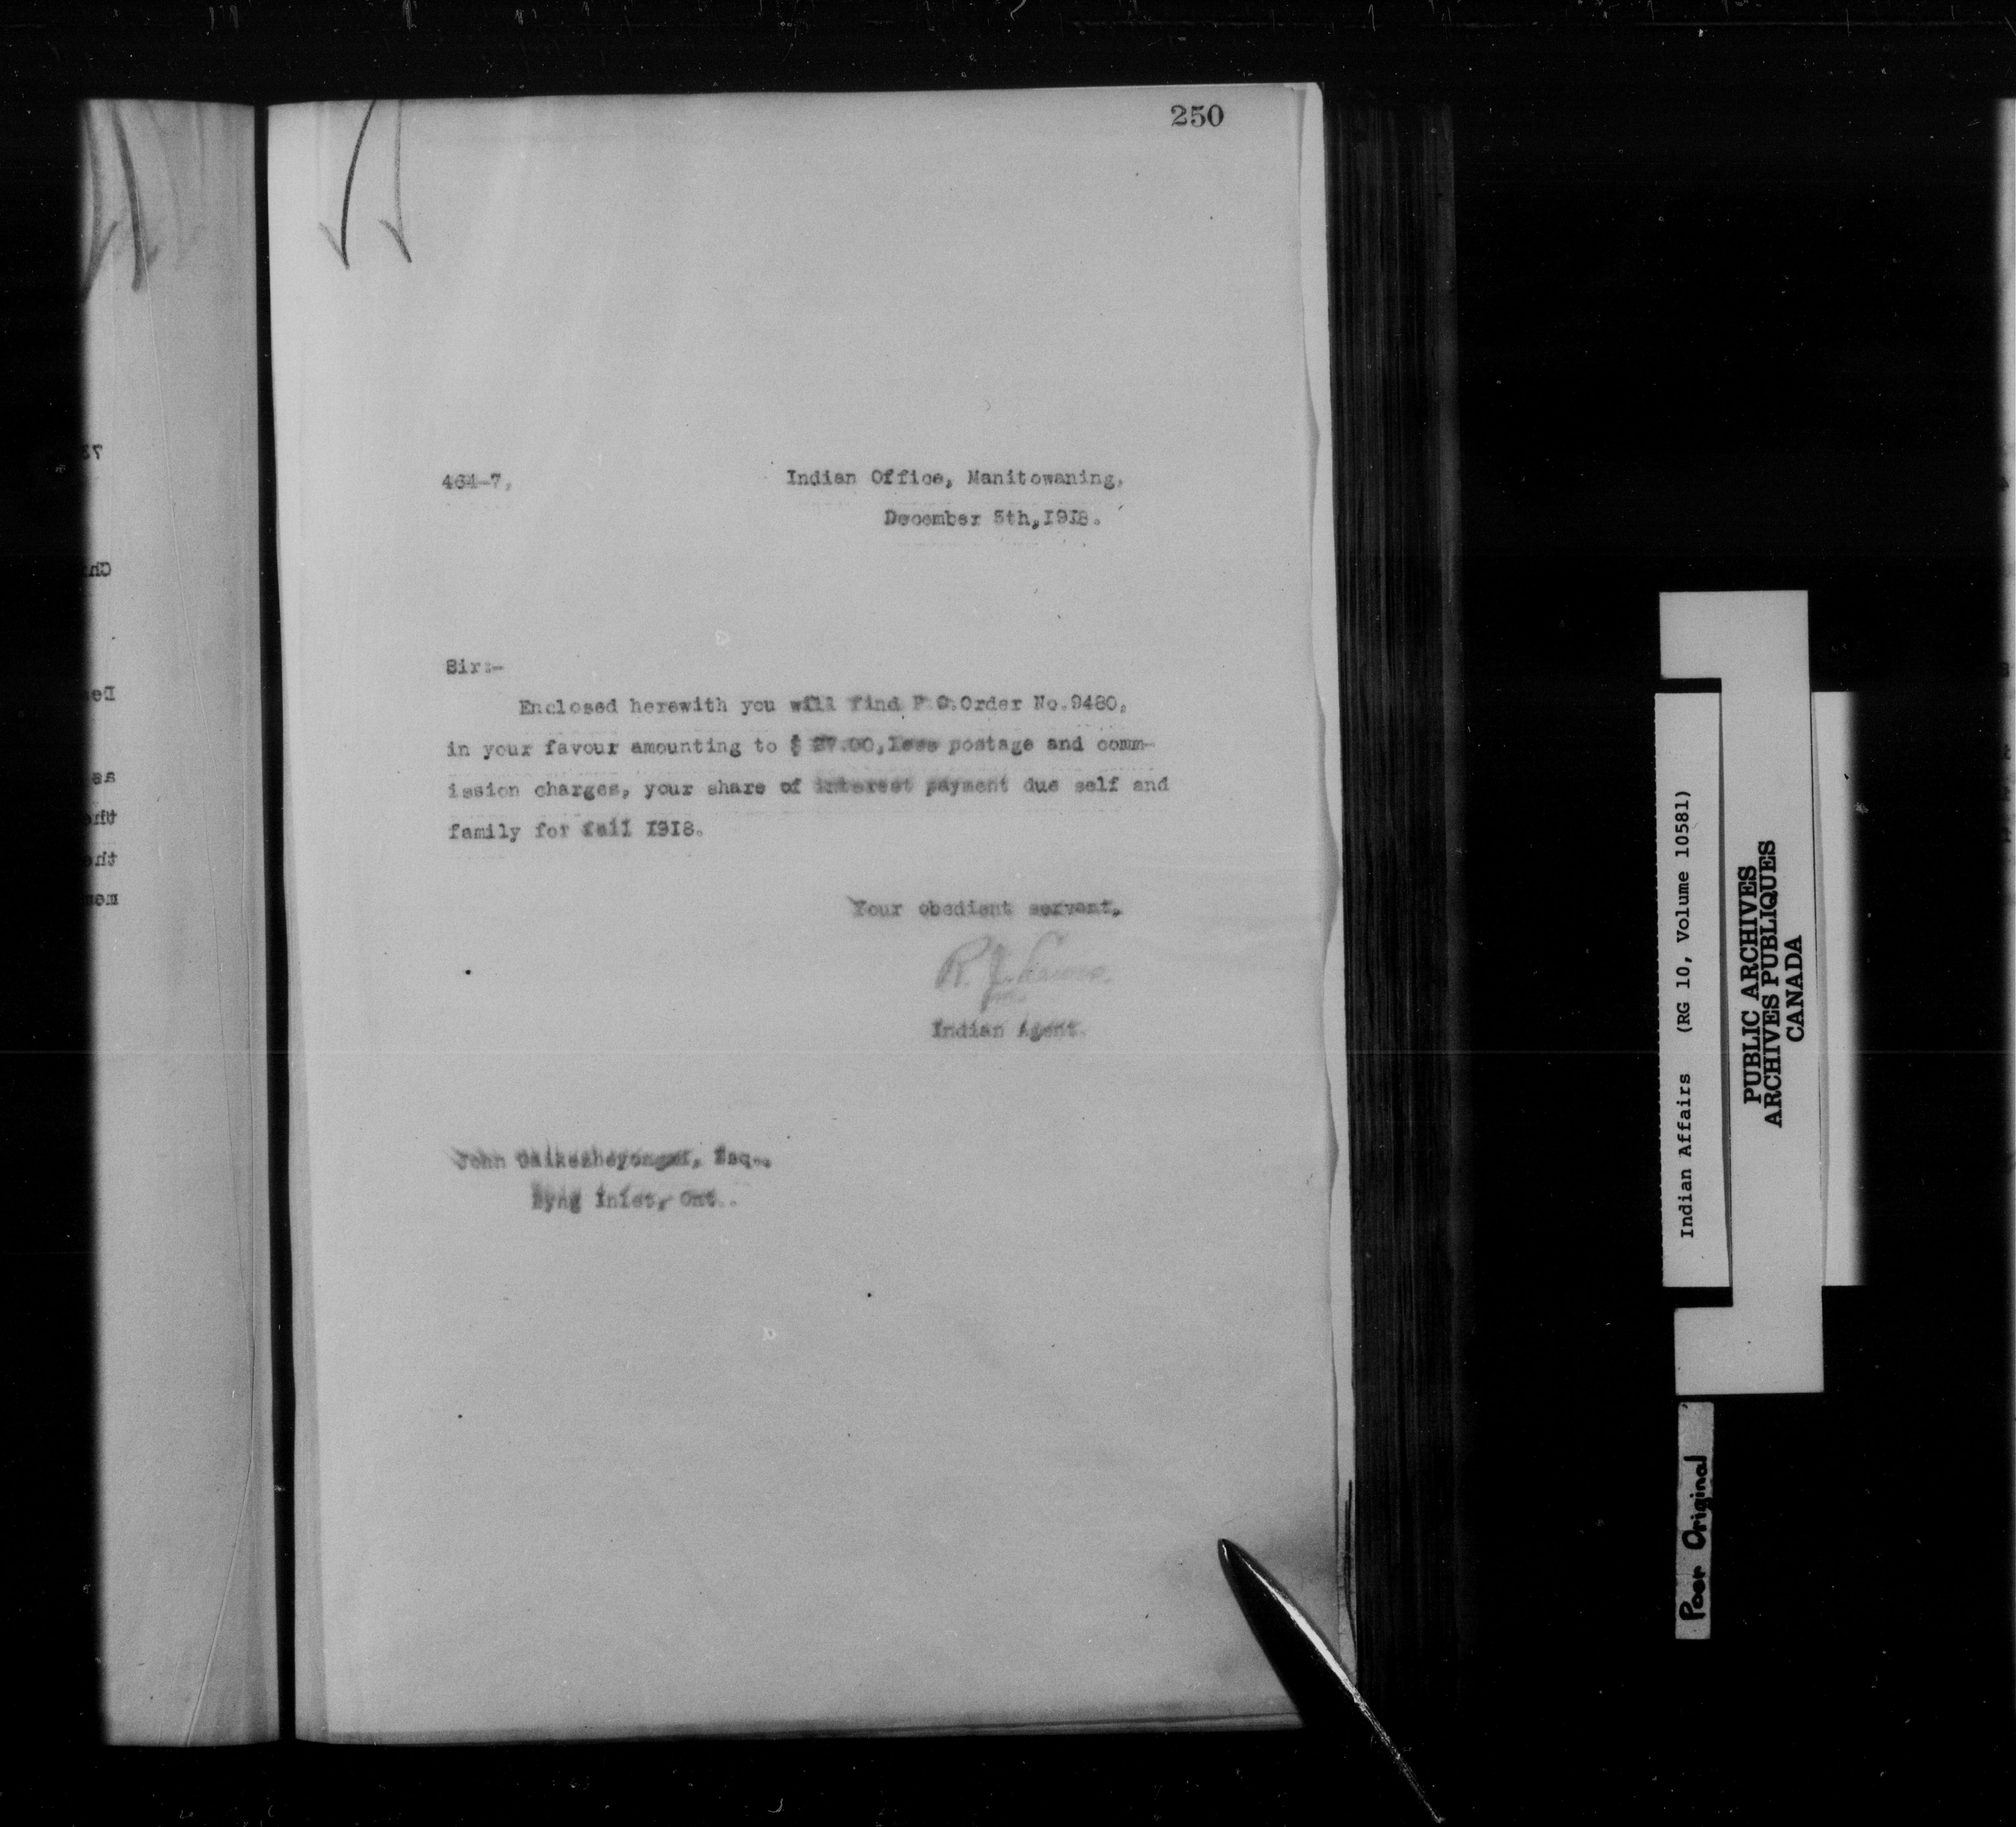 250
464-7,
Indian Office, Manitowaning,
December 5th, 1918.
Sir:-
Enclosed herewith you will find P.O.Order No.9480,
in your favour amounting to $ 27.00, less postage and comm-
ission charges, your share of interest payment due self and
family for fall 1918.
Your obedient servant,
R. J.
Indian Agent.
John Esq.,
Byng Inlet, Ont.
Indian Affairs (RG 10, Volume 10581)
PUBLIC ARCHIVES
ARCHIVES PUBLIQUES
CANADA
Poor Original